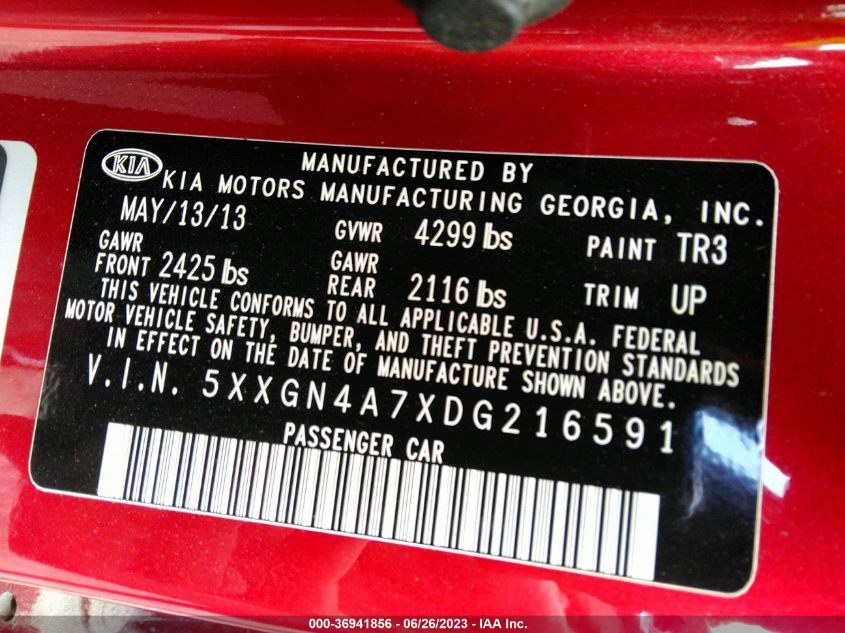 KIA MANUFACTURED BY
KIA MOTORS MANUFACTURING GEORGIA, INC.
MAY/13/13 GVWR 4299 lbs PAINT TR3
GAWR FRONT 2425 lbs GAWR REAR 2116 lbs TRIM UP
THIS VEHICLE CONFORMS TO ALL APPLICABLE U.S.A. FEDERAL
MOTOR VEHICLE SAFETY, BUMPER, AND THEFT PREVENTION STANDARDS
IN EFFECT ON THE DATE OF MANUFACTURE SHOWN ABOVE.
V.I.N. 5XXGN4A7XDG216591
PASSENGER CAR
000-36941856 - 06/26/2023 - IAA Inc.